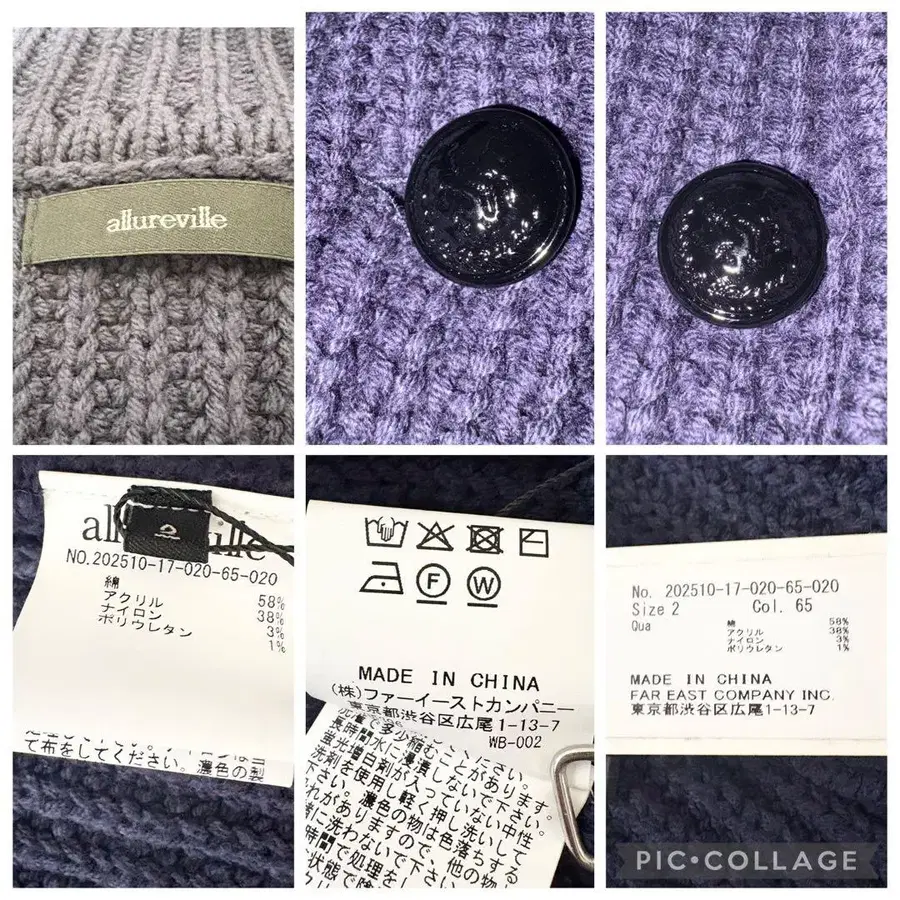 allureville
allureville
NO.202510-17-020-65-020
綿 58%
アクリル 38%
ナイロン 3%
ポリウレタン 1%
て布をしてください。濃色の製
MADE IN CHINA
(株)ファーイーストカンパニー
東京都渋谷区広尾1-13-7
WB-002
F
W
で多少縮むことがあります
長時間水に浸漬しないで下さい。
蛍光増白剤が入っていない中性
洗剤を使用し軽く押し洗いして
い。濃色の物は色落ちする
れがありますので、他の物
に洗わないで下さい。
時間で処理を
状態で陰
No. 202510-17-020-65-020
Size 2 Col. 65
Qua 綿 58%
アクリル 38%
ナイロン 3%
ポリウレタン 1%
MADE IN CHINA
FAR EAST COMPANY INC.
東京都渋谷区広尾1-13-7
PIC•COLLAGE